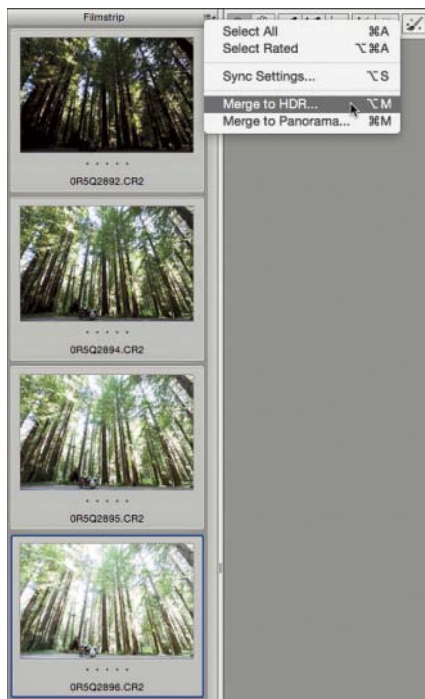 Filmstrip
Select All ⌘A
Select Rated ⌥⌘A
Sync Settings... ⌥S
Merge to HDR... ⌥M
Merge to Panorama... ⌘M
0R5Q2892.CR2
0R5Q2894.CR2
0R5Q2895.CR2
0R5Q2896.CR2